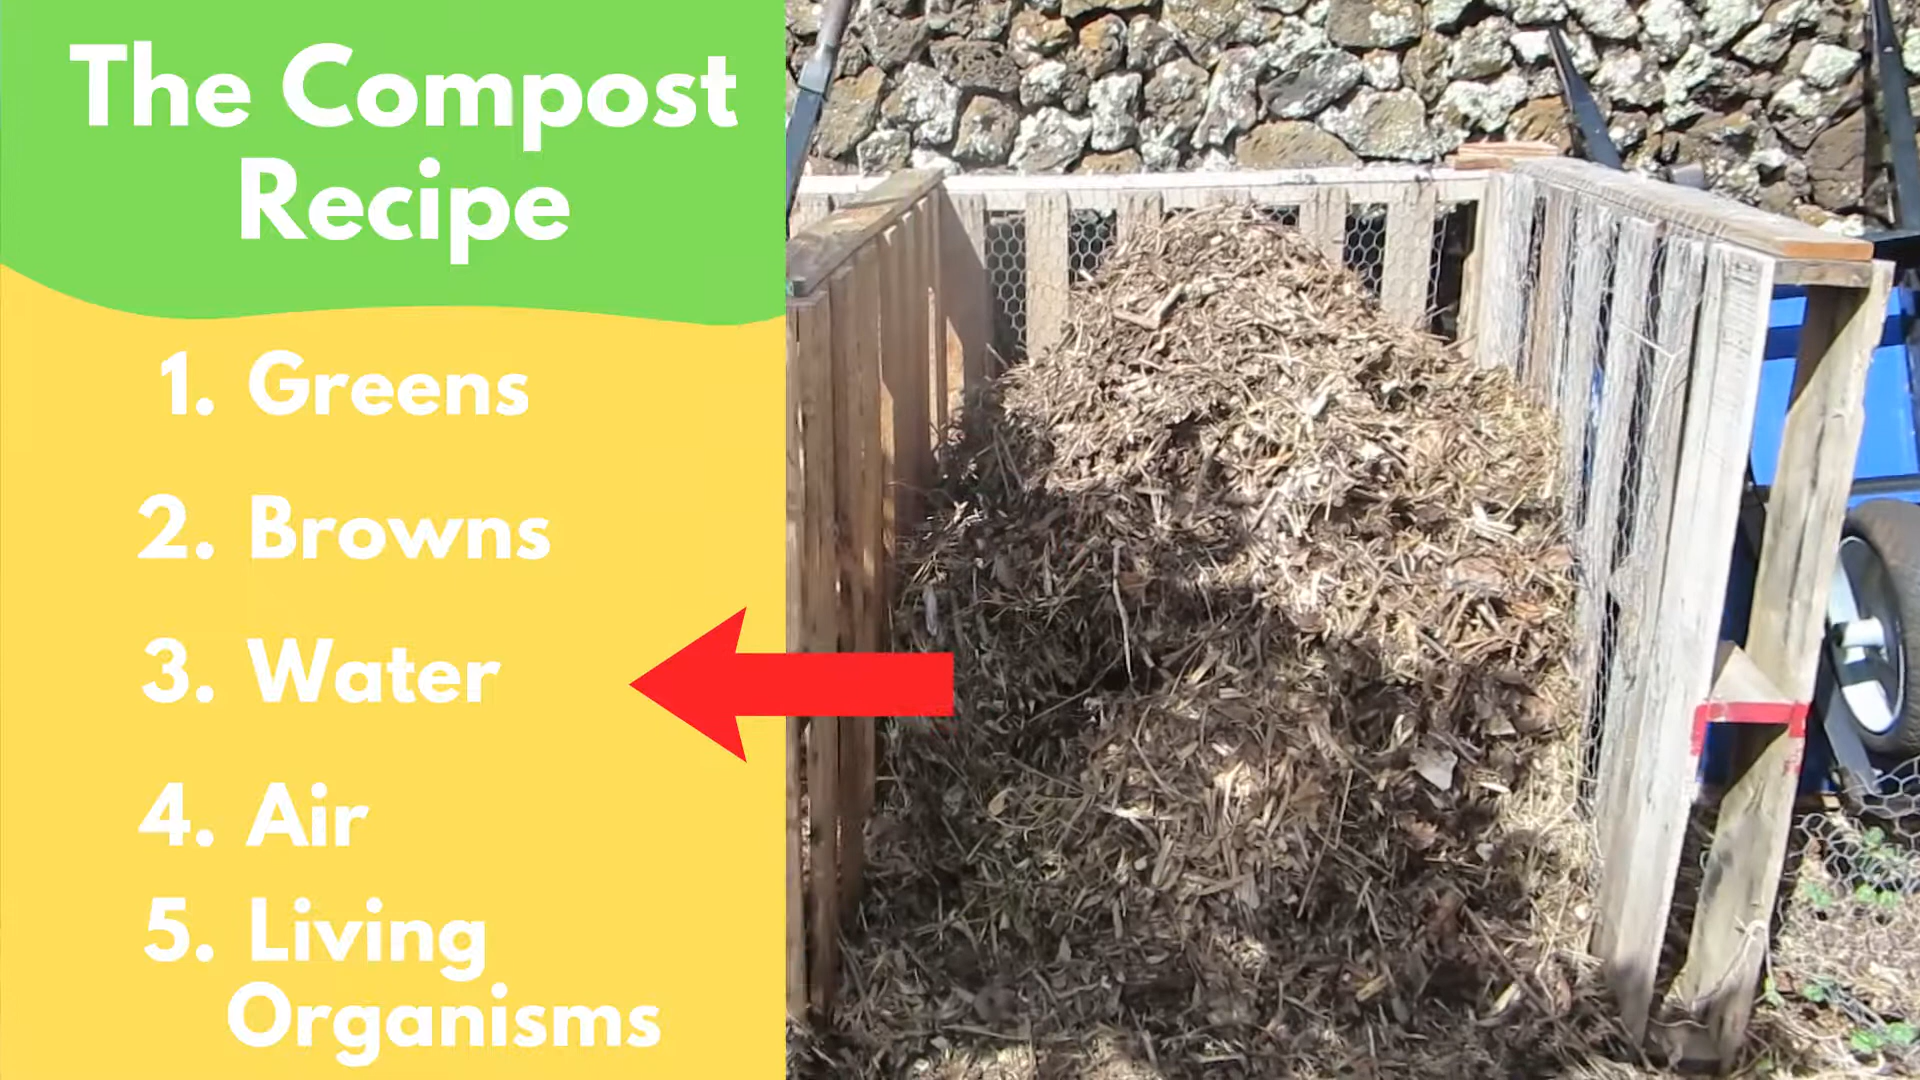 The Compost
Recipe
1. Greens
2. Browns
3. Water
4. Air
5. Living
Organisms